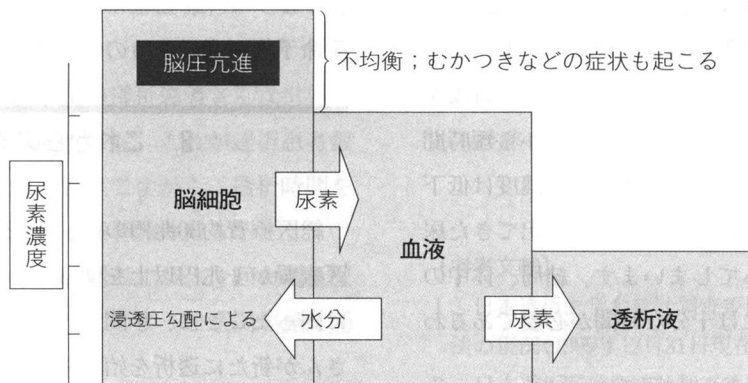 脳圧亢進
不均衡；むかつきなどの症状も起こる
尿素濃度
脳細胞
尿素
血液
浸透圧勾配による
水分
尿素
透析液